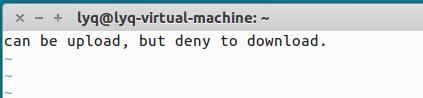 lyq@lyq-virtual-machine: ~
can be upload, but deny to download.
~
~
~